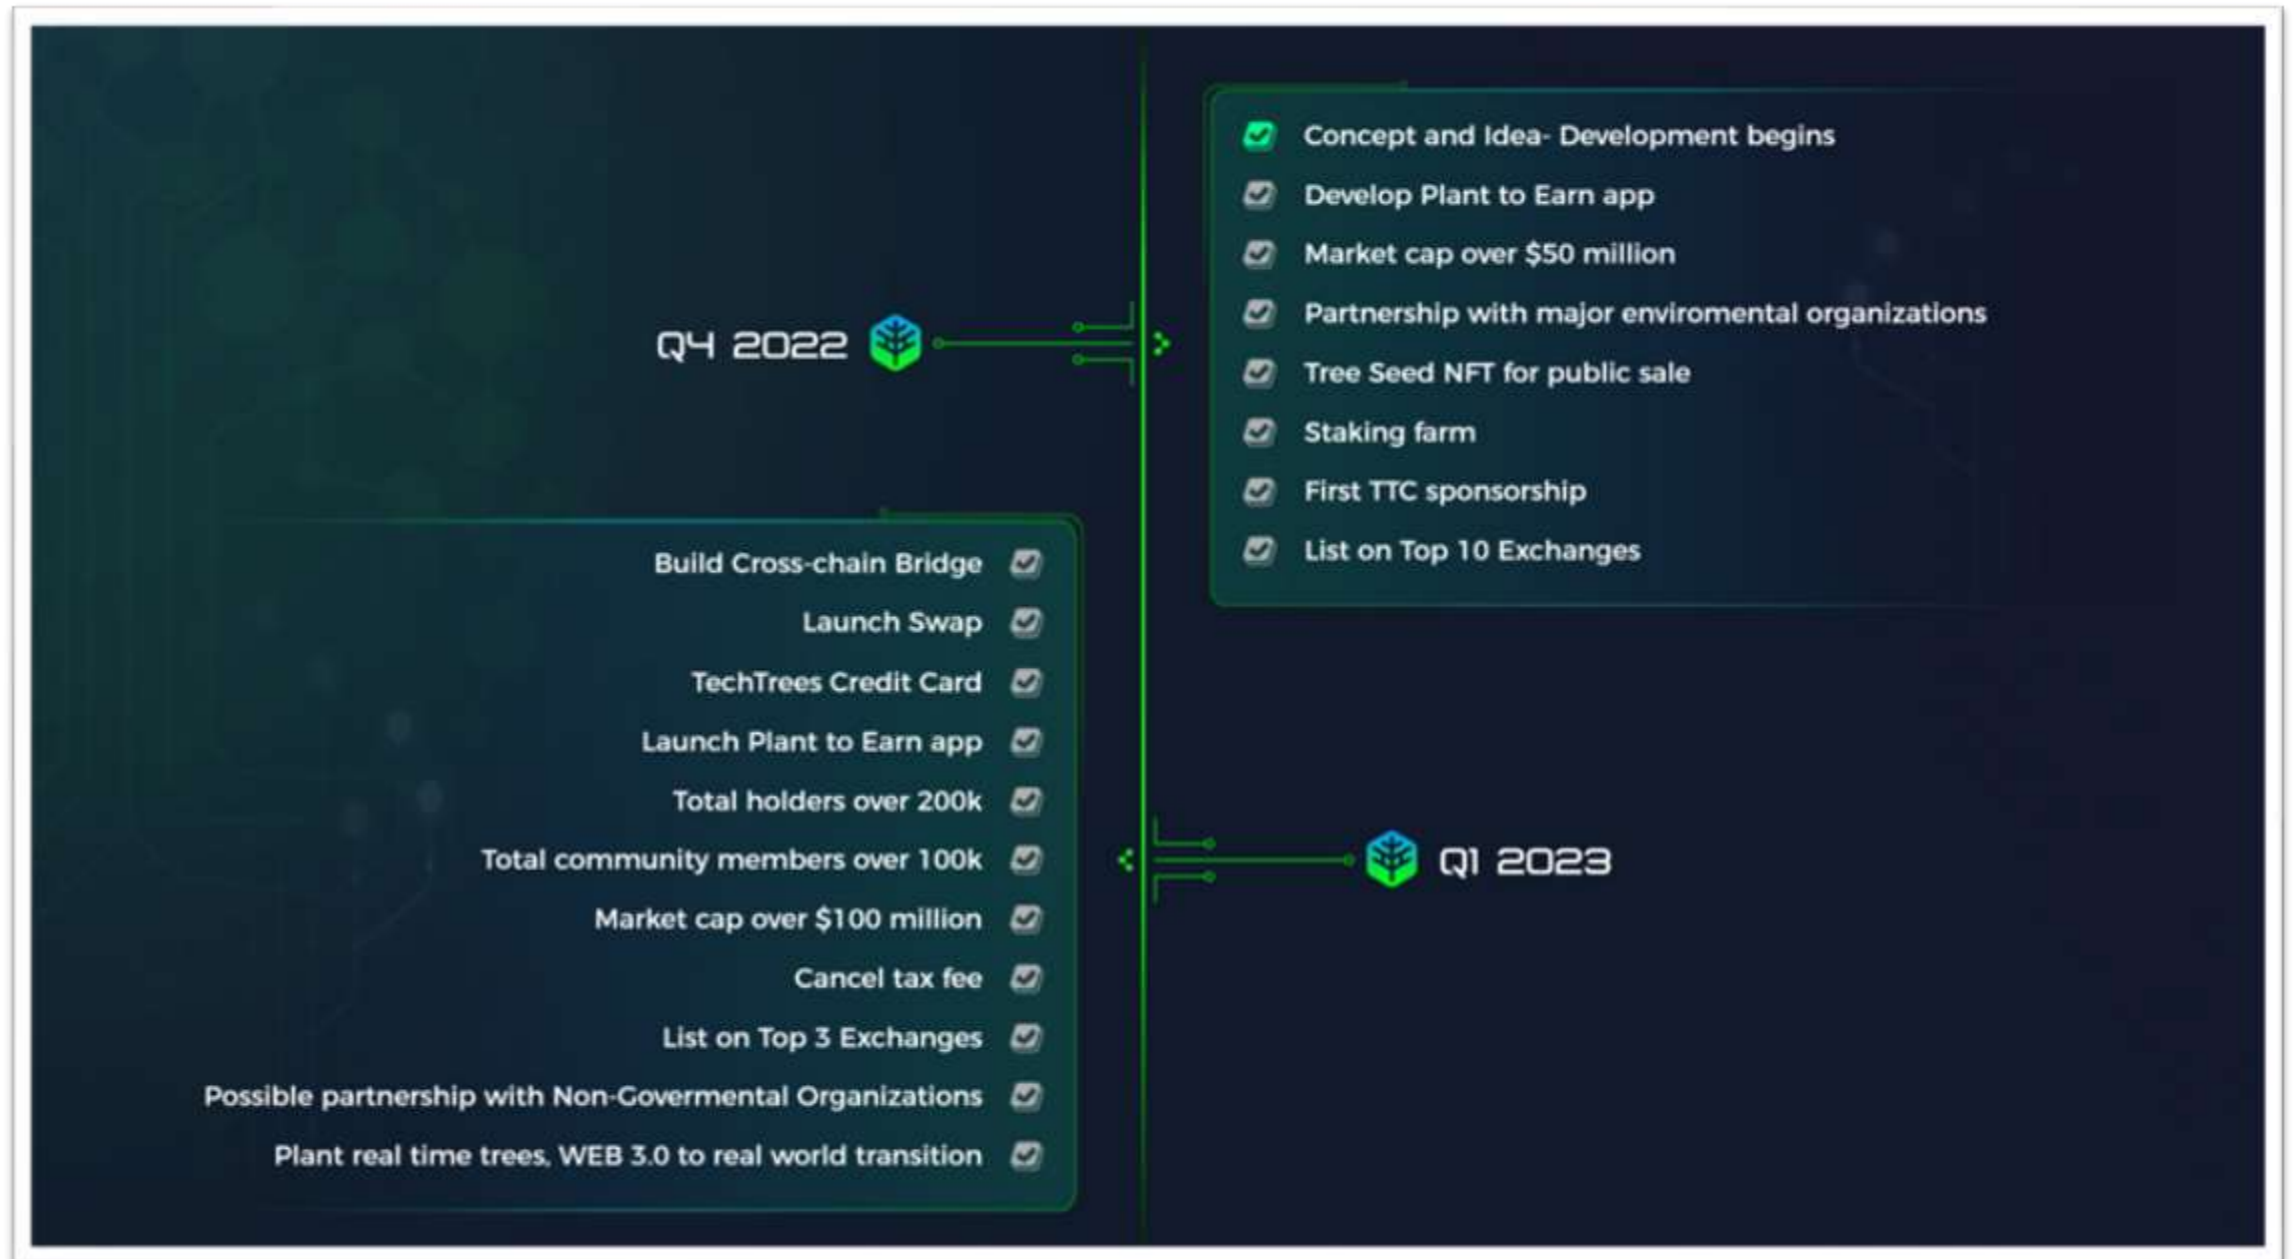 Q4 2022
Concept and Idea- Development begins
Develop Plant to Earn app
Market cap over $50 million
Partnership with major enviromental organizations
Tree Seed NFT for public sale
Staking farm
First TTC sponsorship
List on Top 10 Exchanges
Q1 2023
Build Cross-chain Bridge
Launch Swap
TechTrees Credit Card
Launch Plant to Earn app
Total holders over 200k
Total community members over 100k
Market cap over $100 million
Cancel tax fee
List on Top 3 Exchanges
Possible partnership with Non-Govermental Organizations
Plant real time trees, WEB 3.0 to real world transition